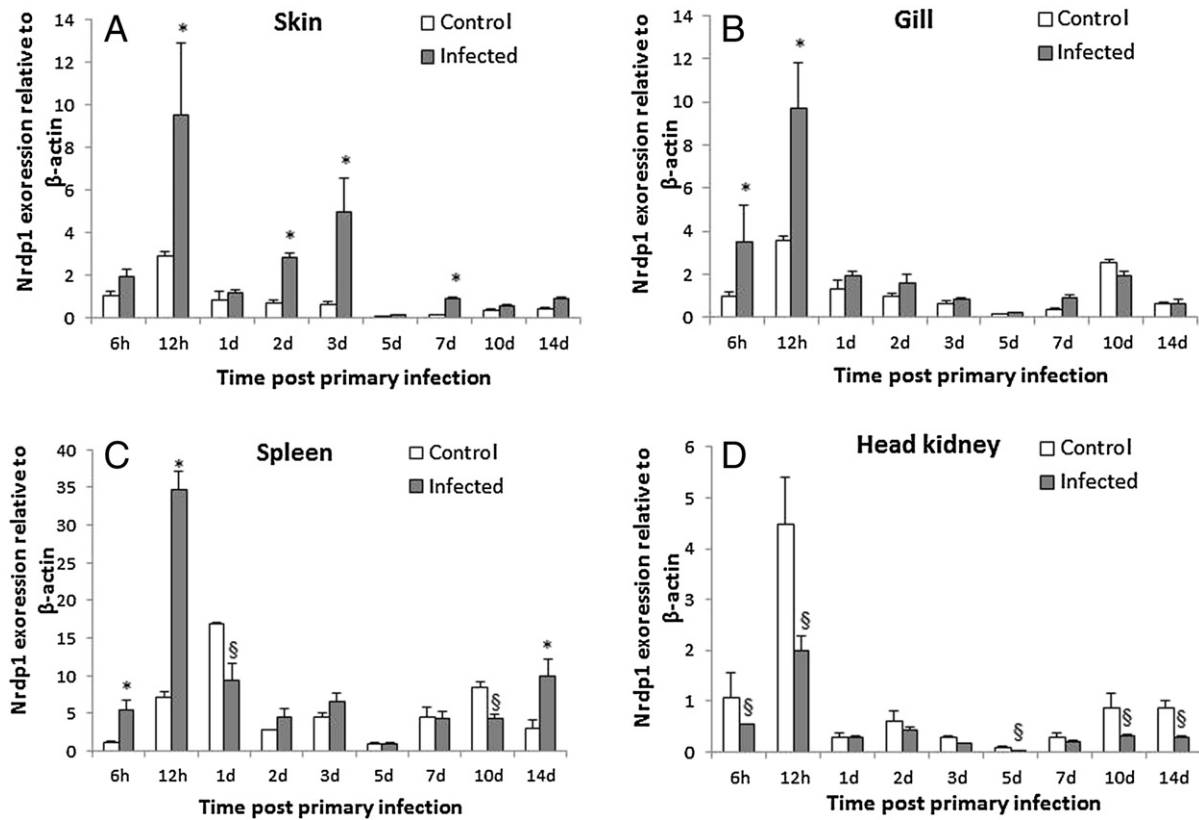 A
Skin
Control
Infected
*
*
*
*
14
12
10
8
6
4
2
0
Nrdp1 exoression relative to
β-actin
6h 12h 1d 2d 3d 5d 7d 10d 14d
Time post primary infection
B
Gill
Control
Infected
*
*
14
12
10
8
6
4
2
0
Nrdp1 exoression relative to
β-actin
6h 12h 1d 2d 3d 5d 7d 10d 14d
Time post primary infection
C
Spleen
Control
Infected
*
*
§
§
*
40
35
30
25
20
15
10
5
0
Nrdp1 exoression relative to
β-actin
6h 12h 1d 2d 3d 5d 7d 10d 14d
Time post primary infection
D
Head kidney
Control
Infected
§
§
§
§
§
6
5
4
3
2
1
0
Nrdp1 exoression relative to
β-actin
6h 12h 1d 2d 3d 5d 7d 10d 14d
Time post primary infection